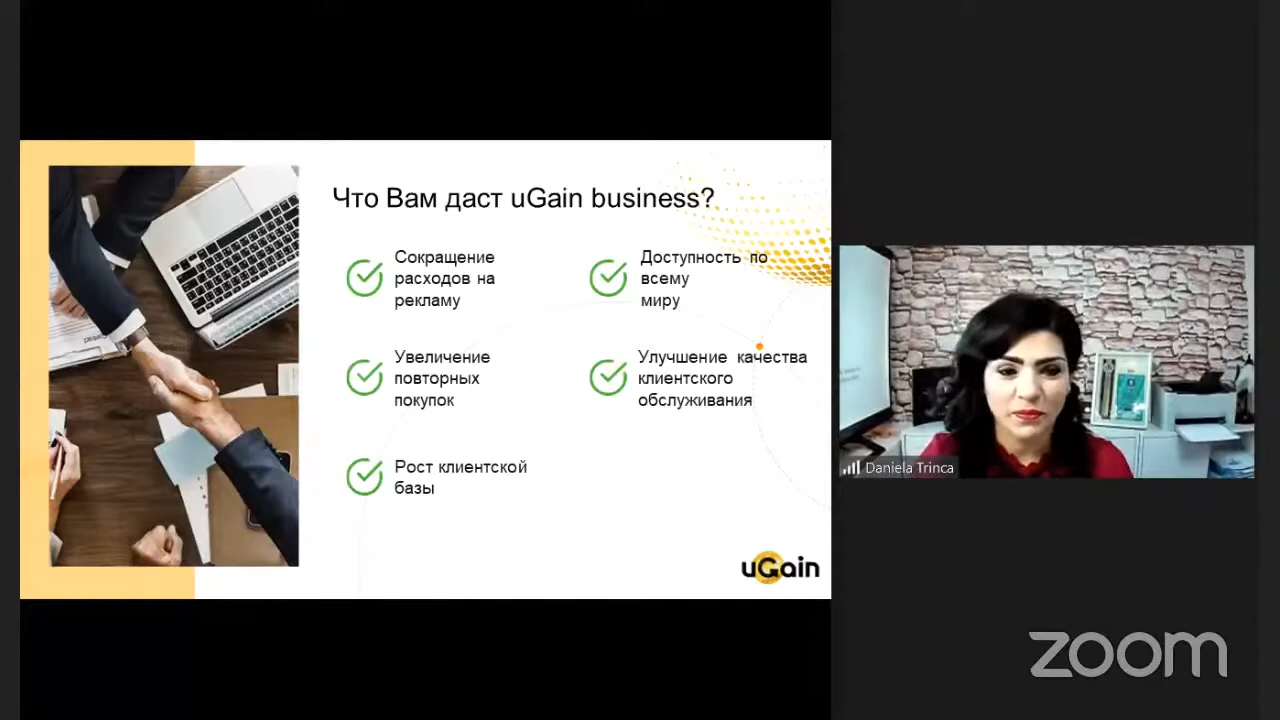 Что Вам даст uGain business?
Сокращение
расходов на
рекламу
Доступность по
всему
миру
Увеличение
повторных
покупок
Улучшение качества
клиентского
обслуживания
Рост клиентской
базы
uGain
Daniela Trinca
zoom